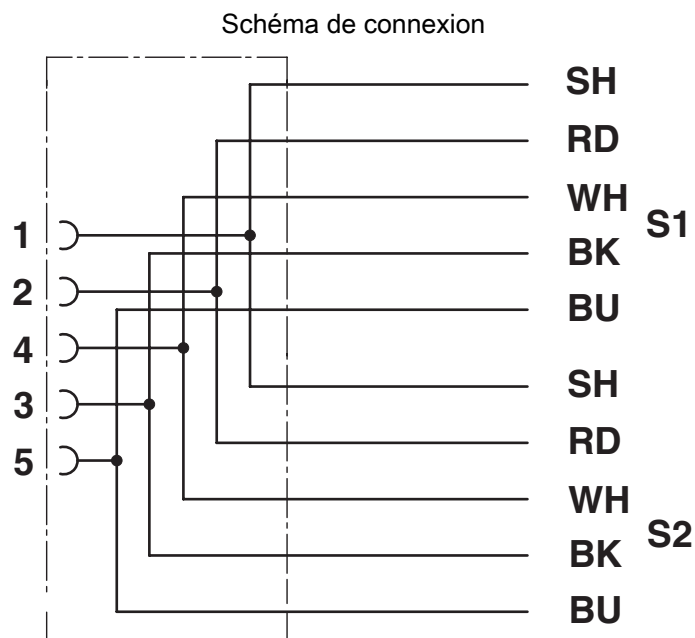 Schéma de connexion
SH
RD
WH
S1
1
BK
2
BU
4
SH
3
RD
5
WH
S2
BK
BU